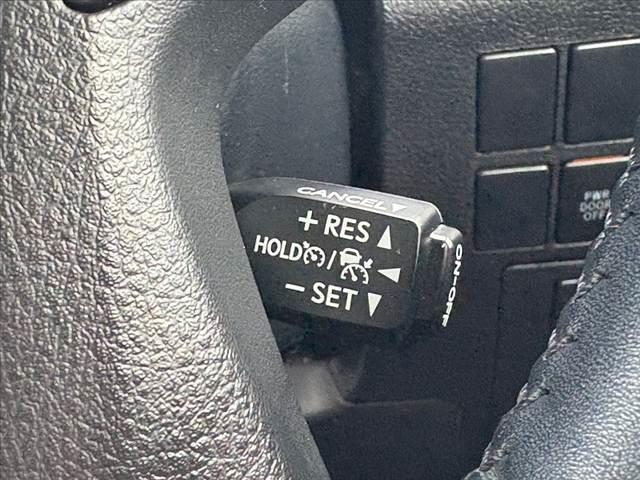 CANCEL▼
+ RES ▲
HOLD / ◀
− SET ▼
ON-OFF
PWR
DOOR
OFF